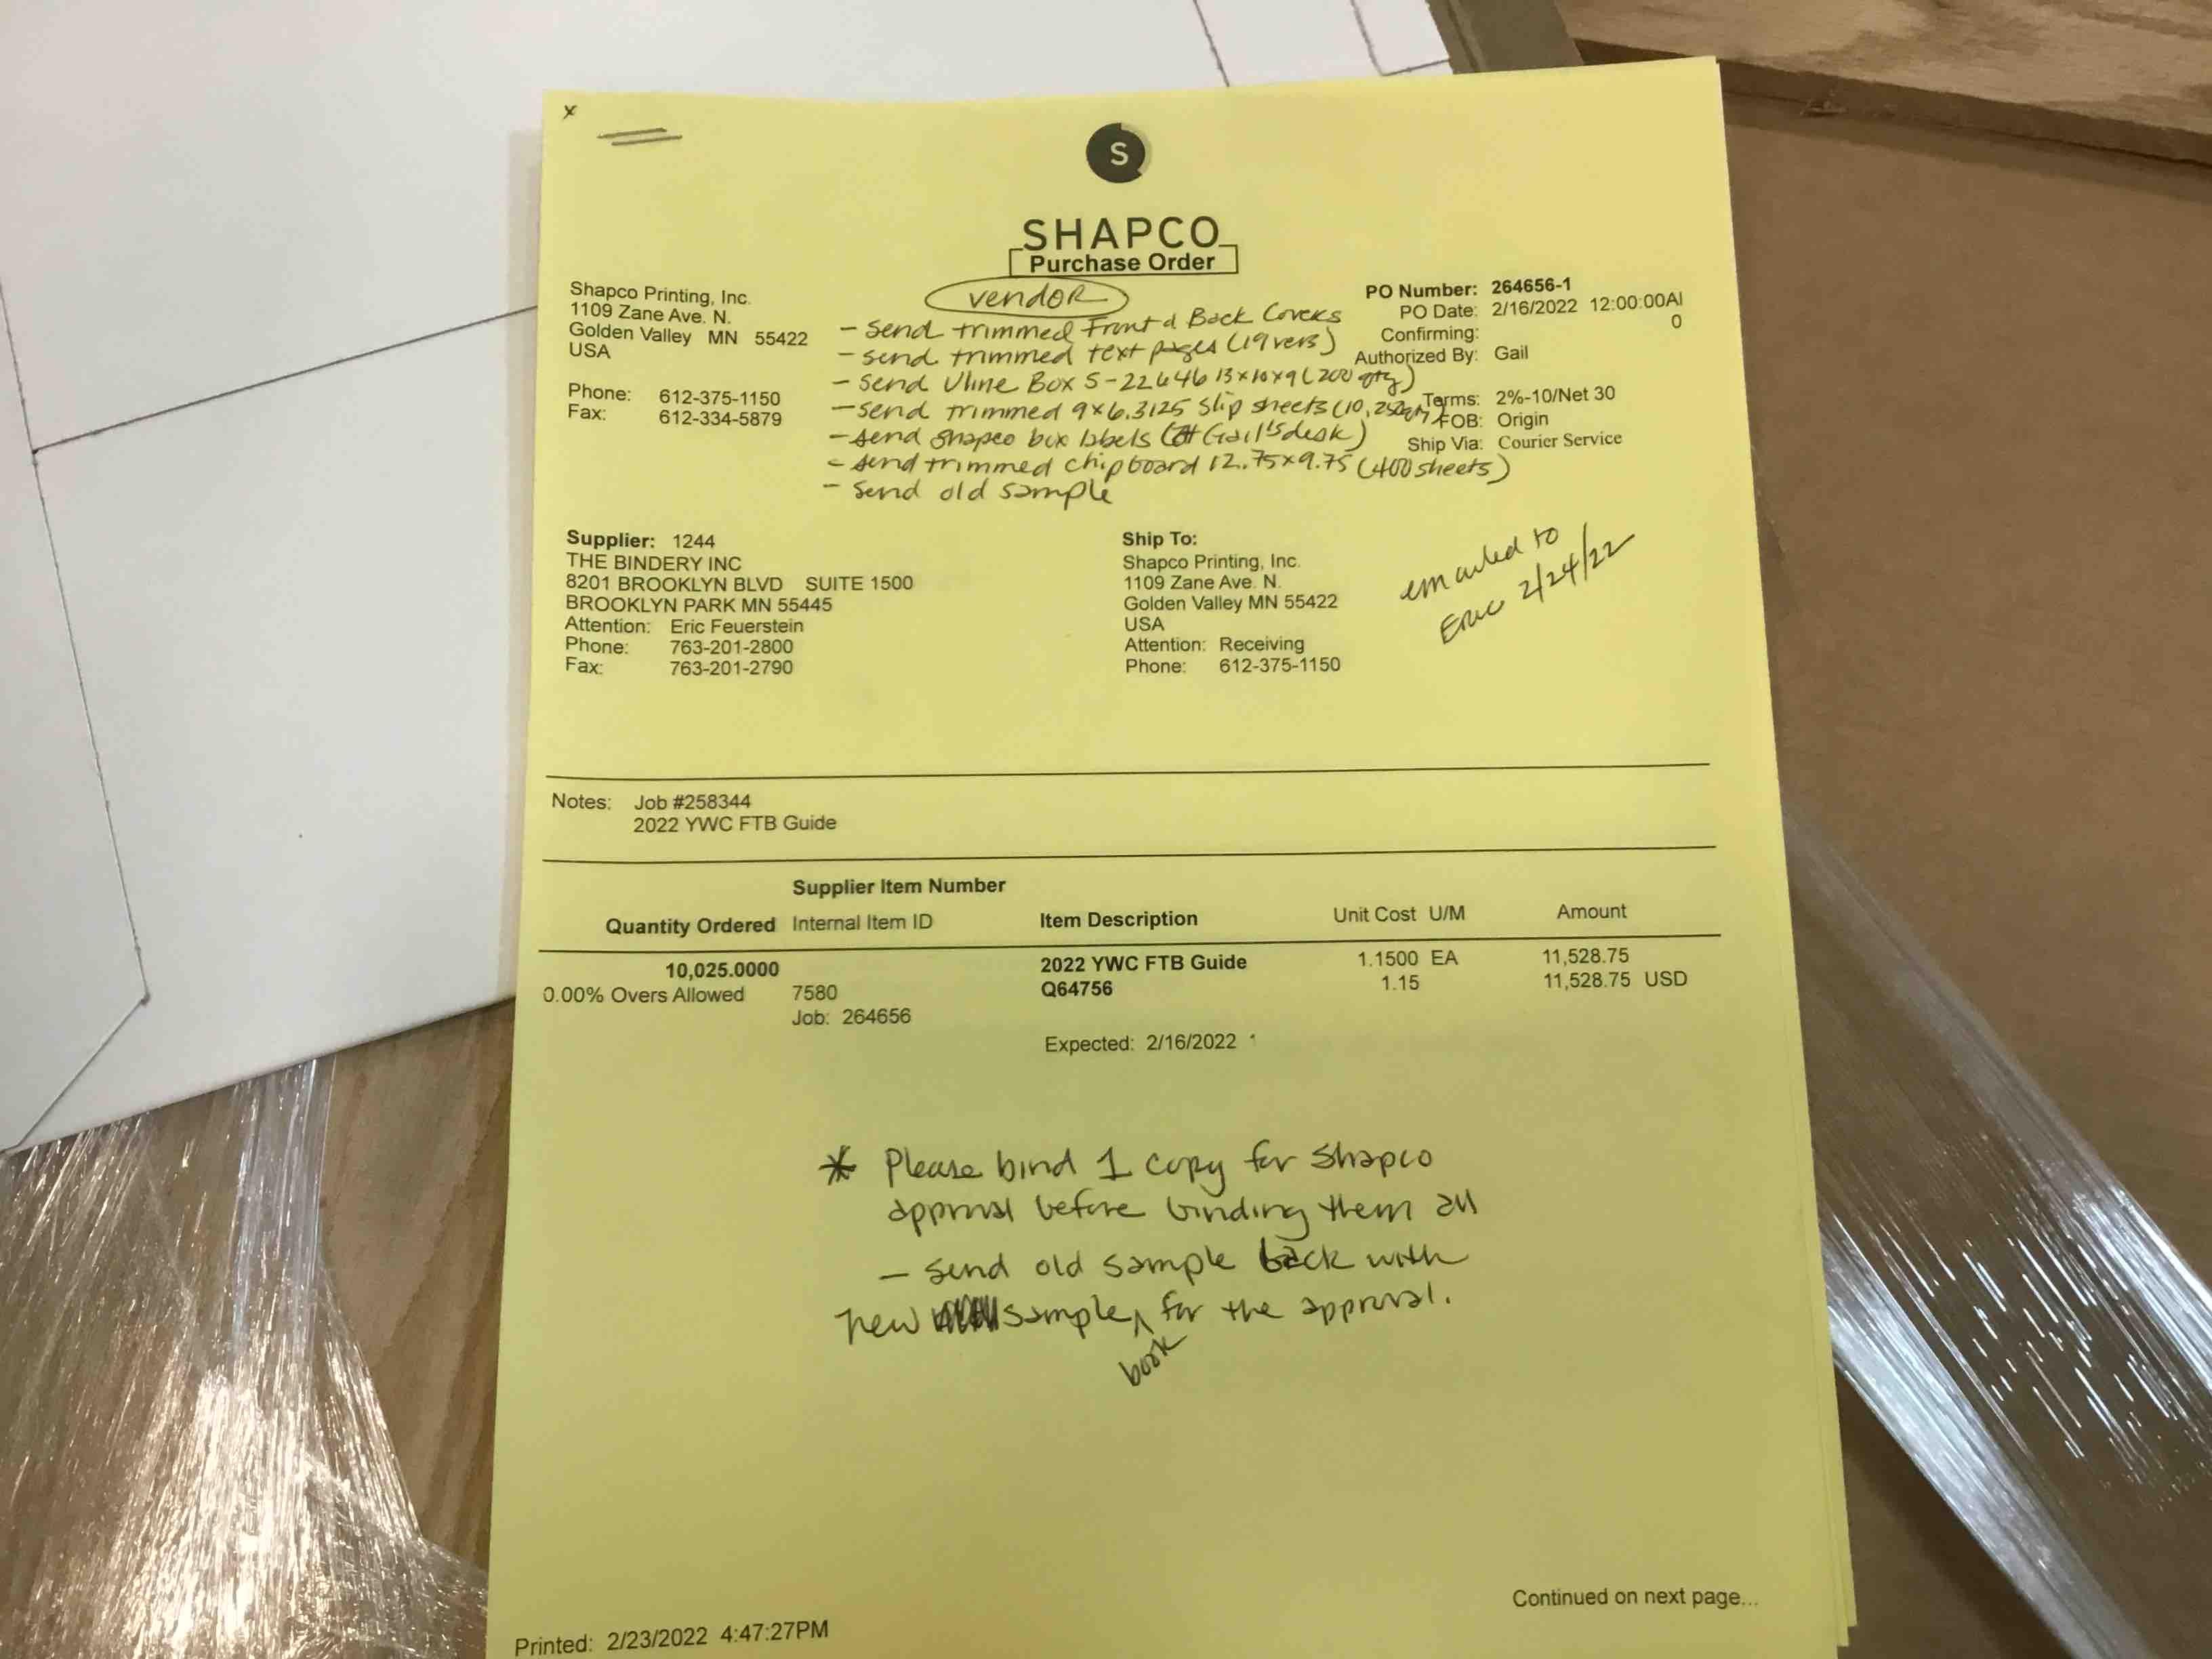 x
S
SHAPCO
Purchase Order
Shapco Printing, Inc.
1109 Zane Ave. N.
Golden Valley MN 55422
USA
Phone: 612-375-1150
Fax: 612-334-5879
vendor
- Send trimmed Front & Back Covers
- send trimmed text pages (19 vers)
- send Uline Box S-22646 13x10x9 (200 qty)
- send trimmed 9x6.3125 slip sheets (10,
- send Shapco box labels (@ Gail's desk)
- send trimmed chipboard 12.75x9.75 (400 sheets)
- send old sample
PO Number: 264656-1
PO Date: 2/16/2022 12:00:00AI
Confirming: 0
Authorized By: Gail
Terms: 2%-10/Net 30
FOB: Origin
Ship Via: Courier Service
Supplier: 1244
THE BINDERY INC
8201 BROOKLYN BLVD SUITE 1500
BROOKLYN PARK MN 55445
Attention: Eric Feuerstein
Phone: 763-201-2800
Fax: 763-201-2790
Ship To:
Shapco Printing, Inc.
1109 Zane Ave. N.
Golden Valley MN 55422
USA
Attention: Receiving
Phone: 612-375-1150
emailed to
Eric 2/24/22
Notes: Job #258344
2022 YWC FTB Guide
Supplier Item Number
Quantity Ordered Internal Item ID Item Description Unit Cost U/M Amount
10,025.0000 2022 YWC FTB Guide 1.1500 EA 11,528.75
0.00% Overs Allowed 7580 Q64756 1.15 11,528.75 USD
Job: 264656
Expected: 2/16/2022
* Please bind 1 copy for Shapco
approval before binding them all
- send old sample back with
new sample book for the approval.
Continued on next page...
Printed: 2/23/2022 4:47:27PM